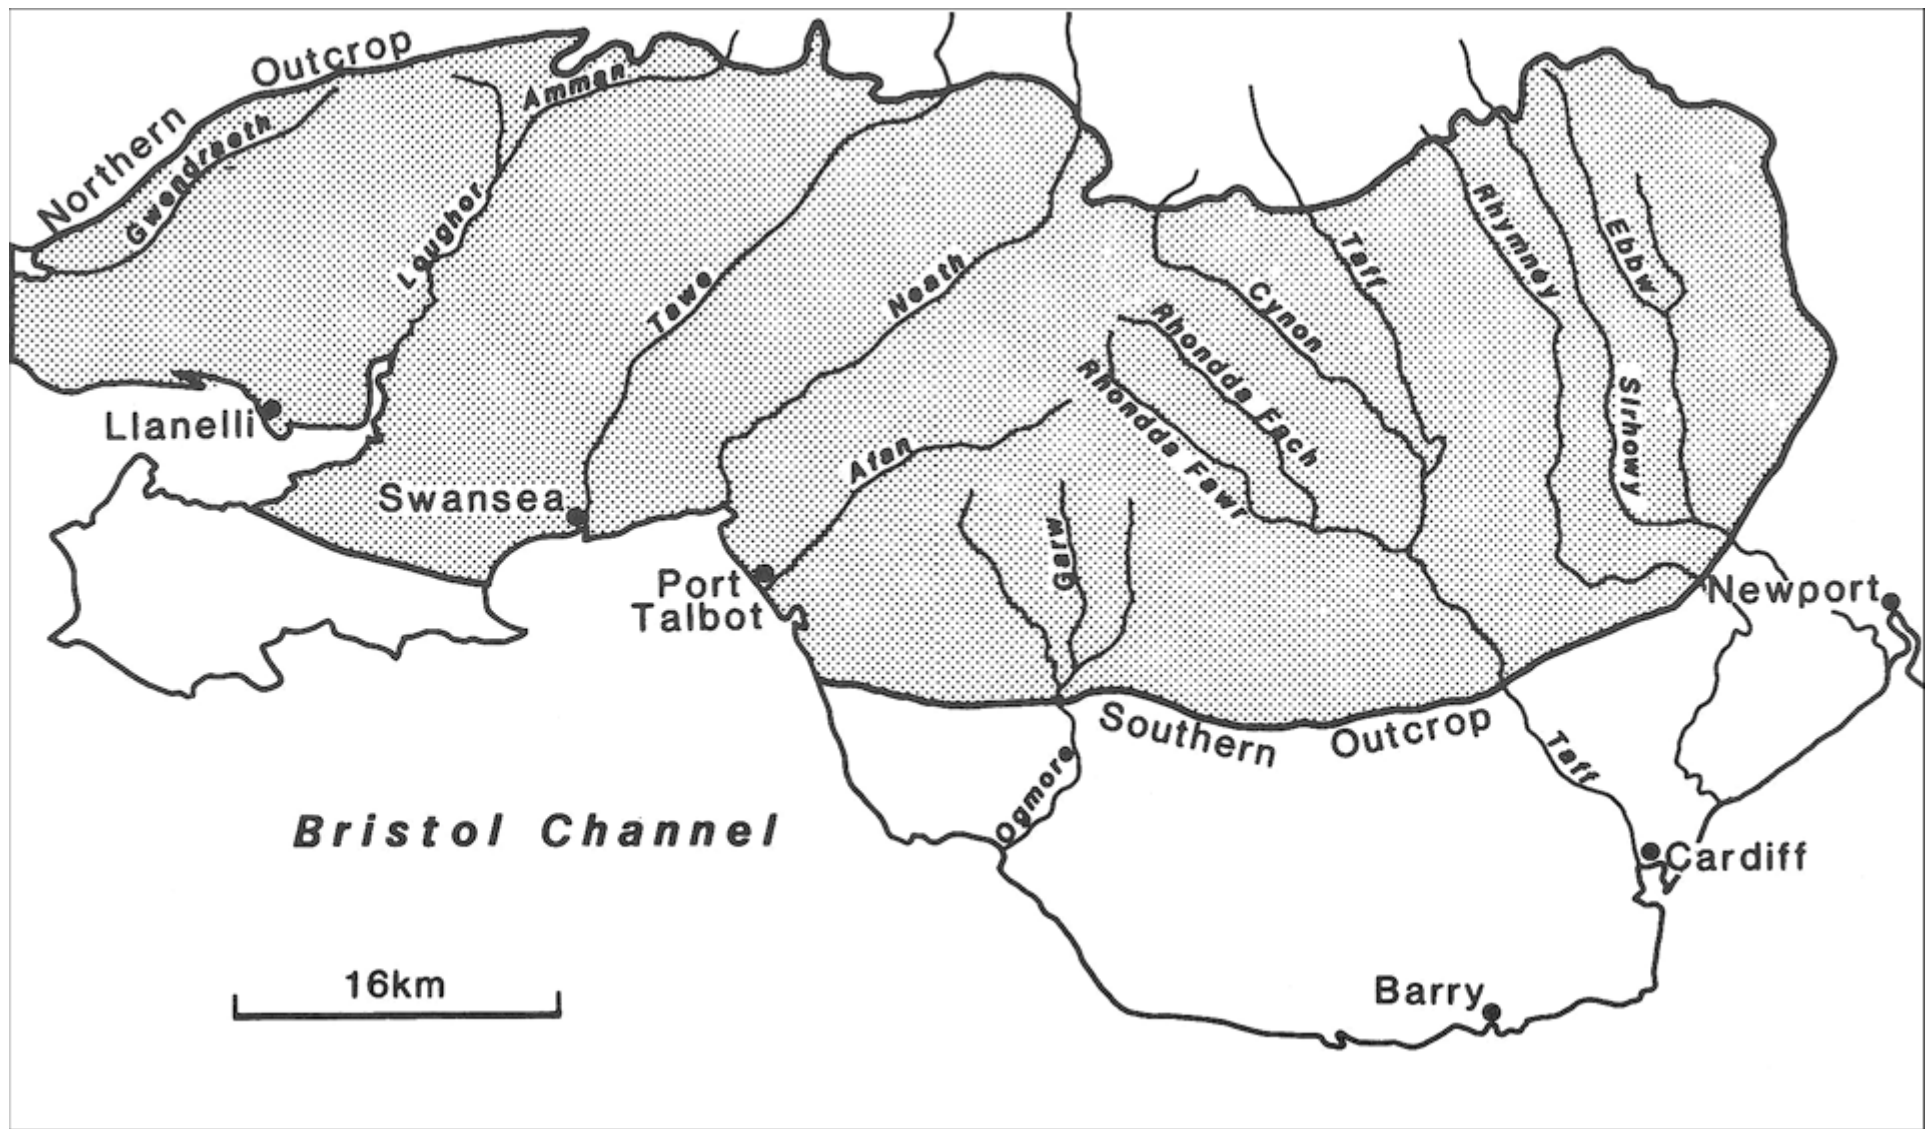 Northern Outcrop
Gwendraeth
Amman
Loughor
Tawe
Neath
Taff
Rhymney
Ebbw
Cynon
Rhondda Fach
Rhondda Fawr
Sirhowy
Afan
Garw
Llanelli
Swansea
Port
Talbot
Newport
Southern Outcrop
Ogmore
Taff
Bristol Channel
Cardiff
Barry
16km